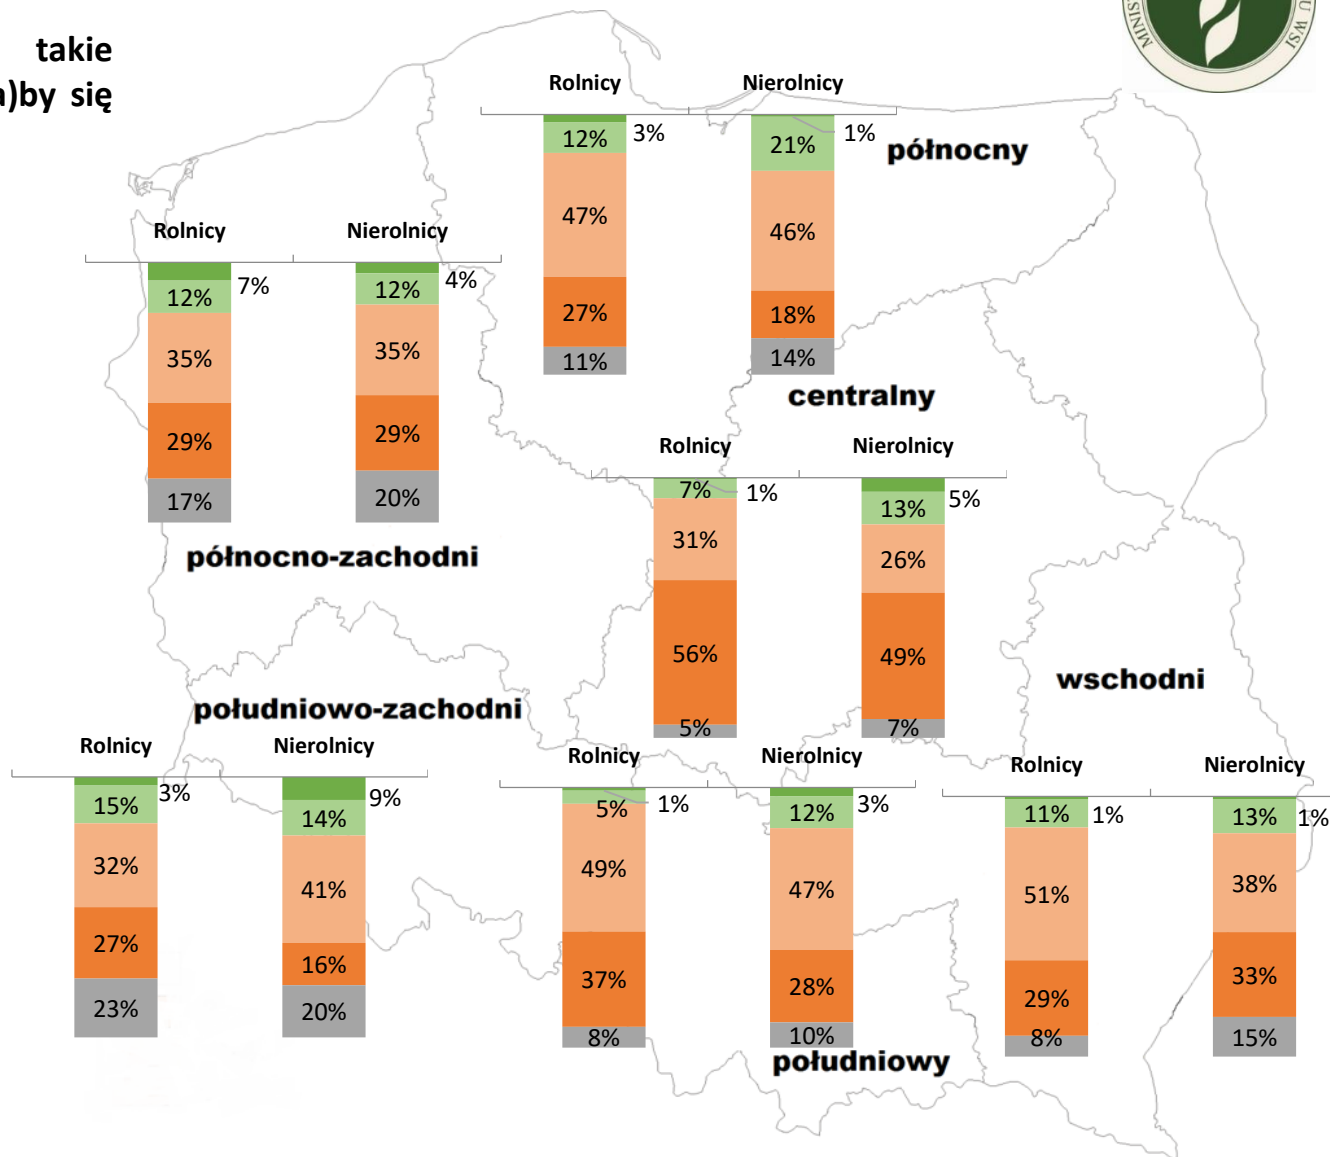 takie
a)by się
MINIS
U WSI
Rolnicy Nierolnicy
12% 3% 21% 1%
47% 46%
27% 18%
11% 14%
północny
Rolnicy Nierolnicy
12% 7% 12% 4%
35% 35%
29% 29%
17% 20%
północno-zachodni
centralny
Rolnicy Nierolnicy
7% 1% 13% 5%
31% 26%
56% 49%
5% 7%
wschodni
południowo-zachodni
Rolnicy Nierolnicy
15% 3% 14% 9%
32% 41%
27% 16%
23% 20%
Rolnicy Nierolnicy
5% 1% 12% 3%
49% 47%
37% 28%
8% 10%
południowy
Rolnicy Nierolnicy
11% 1% 13% 1%
51% 38%
29% 33%
8% 15%